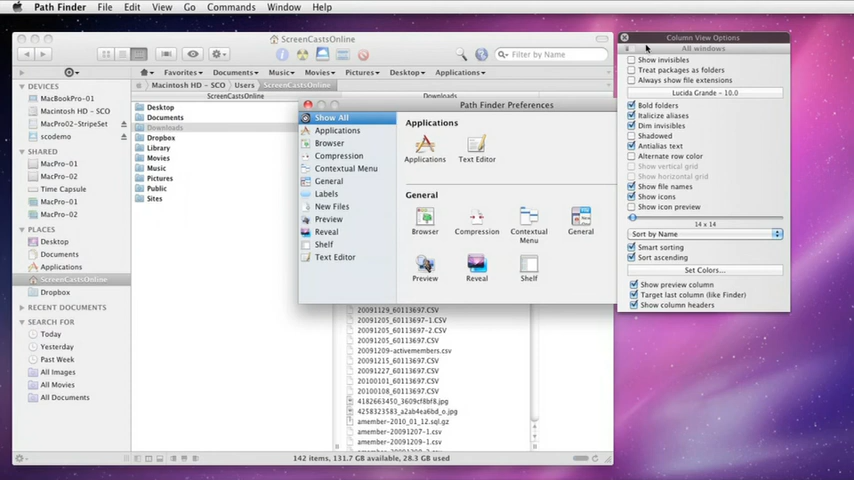 Path Finder File Edit View Go Commands Window Help
ScreenCastsOnline
Filter by Name
Favorites Documents Music Movies Pictures Desktop Applications
Macintosh HD - SCO Users ScreenCastsOnline
ScreenCastsOnline Downloads
DEVICES
MacBookPro-01
Macintosh HD - SCO
MacPro02-StripeSet
scodemo
SHARED
MacPro-01
MacPro-02
Time Capsule
MacPro-01
MacPro-02
PLACES
Desktop
Documents
Applications
ScreenCastsOnline
Dropbox
RECENT DOCUMENTS
SEARCH FOR
Today
Yesterday
Past Week
All Images
All Movies
All Documents
Desktop
Documents
Downloads
Dropbox
Library
Movies
Music
Pictures
Public
Sites
Path Finder Preferences
Show All
Applications
Browser
Compression
Contextual Menu
General
Labels
New Files
Preview
Reveal
Shelf
Text Editor
Applications
Applications Text Editor
General
Browser Compression Contextual Menu General
Preview Reveal Shelf
20091129_60113697.CSV
20091205_60113697-1.CSV
20091205_60113697-2.CSV
20091205_60113697.CSV
20091209-activemembers.csv
20091215_60113697.CSV
20091227_60113697.CSV
20100101_60113697.CSV
20100108_60113697.CSV
4182663450_3609cf8bf8.jpg
4258323583_a2ab4ea6bd_o.jpg
amember-2010_01_12.sql.gz
amember-20091207-1.csv
amember-20091209-1.csv
142 items, 131.7 GB available, 28.3 GB used
Column View Options
All windows
Show invisibles
Treat packages as folders
Always show file extensions
Lucida Grande - 10.0
Bold folders
Italicize aliases
Dim invisibles
Shadowed
Antialias text
Alternate row color
Show vertical grid
Show horizontal grid
Show file names
Show icons
Show icon preview
14 x 14
Sort by Name
Smart sorting
Sort ascending
Set Colors...
Show preview column
Target last column (like Finder)
Show column headers